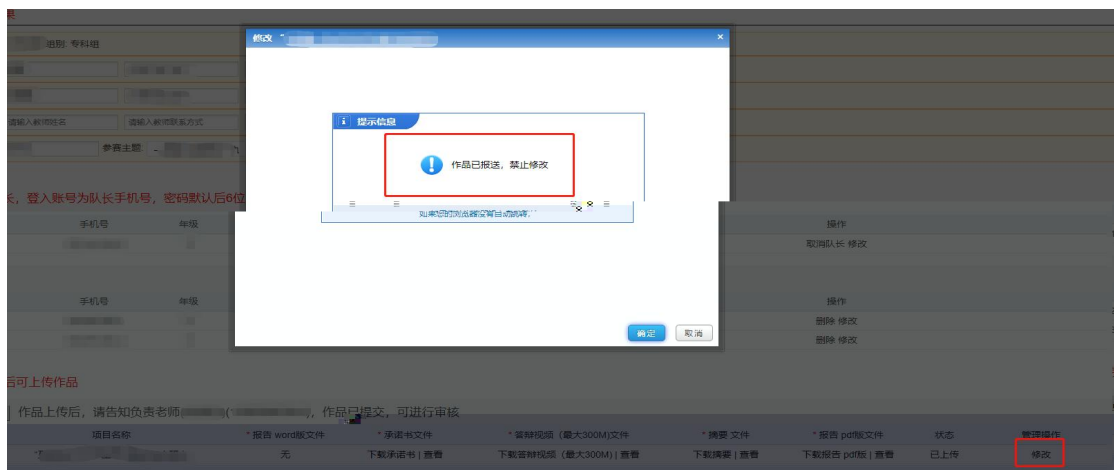 果
组别: 专科组
修改 "
×
请输入教师姓名 请输入教师联系方式
参赛主题:
提示信息
作品已报送，禁止修改
如果您的浏览器没有自动跳转，
长，登入账号为队长手机号，密码默认后6位
手机号 年级 操作
取消队长 修改
手机号 年级 操作
删除 修改
删除 修改
确定 取消
后可上传作品
作品上传后，请告知负责老师 ( ), 作品已提交，可进行审核
项目名称 * 报告 word版文件 * 承诺书文件 * 答辩视频（最大300M)文件 * 摘要 文件 * 报告 pdf版文件 状态 管理操作
无 下载承诺书 | 查看 下载答辩视频（最大300M) | 查看 下载摘要 | 查看 下载报告 pdf版 | 查看 已上传 修改